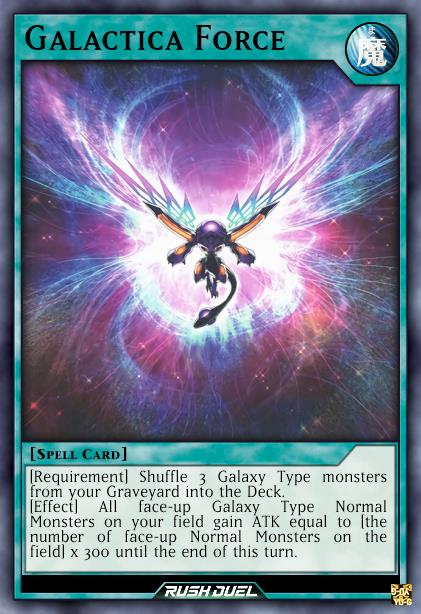 Galactica Force
ま
魔
[Spell Card]
[Requirement] Shuffle 3 Galaxy Type monsters
from your Graveyard into the Deck.
[Effect] All face-up Galaxy Type Normal
Monsters on your field gain ATK equal to [the
number of face-up Normal Monsters on the
field] x 300 until the end of this turn.
RUSH DUEL